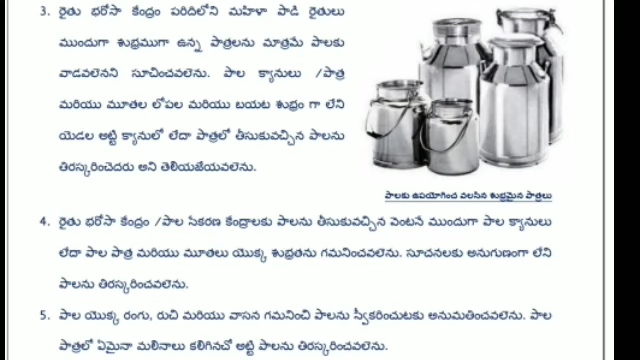 3. రైతు భరోసా కేంద్రం పరిదిలోని మహిళా పాడి రైతులు
ముందుగా శుభ్రముగా ఉన్న పాత్రలను మాత్రమే పాలకు
వాడవలెనని సూచించవలెను. పాల క్యానులు /పాత్ర
మరియు మూతల లోపల మరియు బయట శుభ్రం గా లేని
యెడల అట్టి క్యానులో లేదా పాత్రలో తీసుకువచ్చిన పాలను
తిరస్కరించెదరు అని తెలియజేయవలెను.
పాలకు ఉపయోగించ వలసిన శుభ్రమైన పాత్రలు
4. రైతు భరోసా కేంద్రం /పాల సేకరణ కేంద్రాలకు పాలను తీసుకువచ్చిన వెంటనే ముందుగా పాల క్యానులు
లేదా పాల పాత్ర మరియు మూతలు యొక్క శుభ్రతను గమనించవలెను. సూచనలకు అనుగుణంగా లేని
పాలను తిరస్కరించవలెను.
5. పాల యొక్క రంగు, రుచి మరియు వాసన గమనించి పాలను స్వీకరించుటకు అనుమతించవలెను. పాల
పాత్రలో ఏమైనా మలినాలు కలిగినచో అట్టి పాలను తిరస్కరించవలెను.